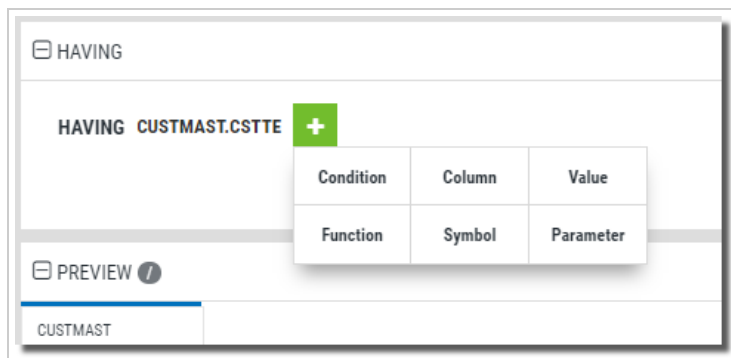 HAVING
HAVING CUSTMAST.CSTTE +
Condition Column Value
Function Symbol Parameter
PREVIEW i
CUSTMAST